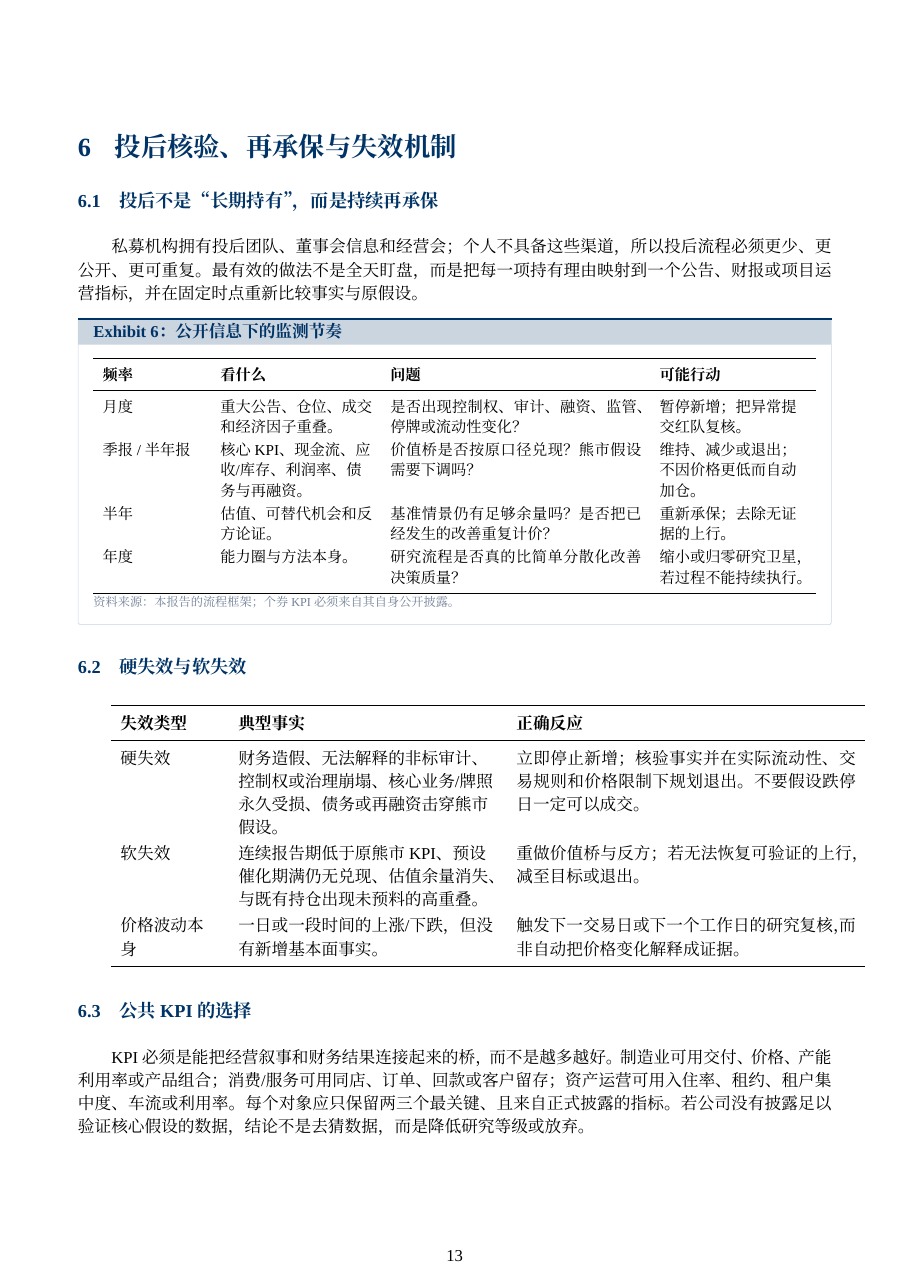 6 投后核验、再承保与失效机制
6.1 投后不是“长期持有”，而是持续再承保
私募机构拥有投后团队、董事会信息和经营会；个人不具备这些渠道，所以投后流程必须更少、更
公开、更可重复。最有效的做法不是全天盯盘，而是把每一项持有理由映射到一个公告、财报或项目运
营指标，并在固定时点重新比较事实与原假设。
Exhibit 6：公开信息下的监测节奏
频率 看什么 问题 可能行动
月度 重大公告、仓位、成交 是否出现控制权、审计、融资、监管、 暂停新增；把异常提
和经济因子重叠。 停牌或流动性变化？ 交红队复核。
季报 / 半年报 核心 KPI、现金流、应 价值桥是否按原口径兑现？熊市假设 维持、减少或退出；
收/库存、利润率、债 需要下调吗？ 不因价格更低而自动
务与再融资。 加仓。
半年 估值、可替代机会和反 基准情景仍有足够余量吗？是否把已 重新承保；去除无证
方论证。 经发生的改善重复计价？ 据的上行。
年度 能力圈与方法本身。 研究流程是否真的比简单分散化改善 缩小或归零研究卫星，
决策质量？ 若过程不能持续执行。
资料来源：本报告的流程框架；个券 KPI 必须来自其自身公开披露。
6.2 硬失效与软失效
失效类型 典型事实 正确反应
硬失效 财务造假、无法解释的非标审计、 立即停止新增；核验事实并在实际流动性、交
控制权或治理崩塌、核心业务/牌照 易规则和价格限制下规划退出。不要假设跌停
永久受损、债务或再融资击穿熊市 日一定可以成交。
假设。
软失效 连续报告期低于原熊市 KPI、预设 重做价值桥与反方；若无法恢复可验证的上行，
催化期满仍无兑现、估值余量消失、 减至目标或退出。
与既有持仓出现未预料的高重叠。
价格波动本 一日或一段时间的上涨/下跌，但没 触发下一交易日或下一个工作日的研究复核，而
身 有新增基本面事实。 非自动把价格变化解释成证据。
6.3 公共 KPI 的选择
KPI 必须是能把经营叙事和财务结果连接起来的桥，而不是越多越好。制造业可用交付、价格、产能
利用率或产品组合；消费/服务可用同店、订单、回款或客户留存；资产运营可用入住率、租约、租户集
中度、车流或利用率。每个对象应只保留两三个最关键、且来自正式披露的指标。若公司没有披露足以
验证核心假设的数据，结论不是去猜数据，而是降低研究等级或放弃。
13